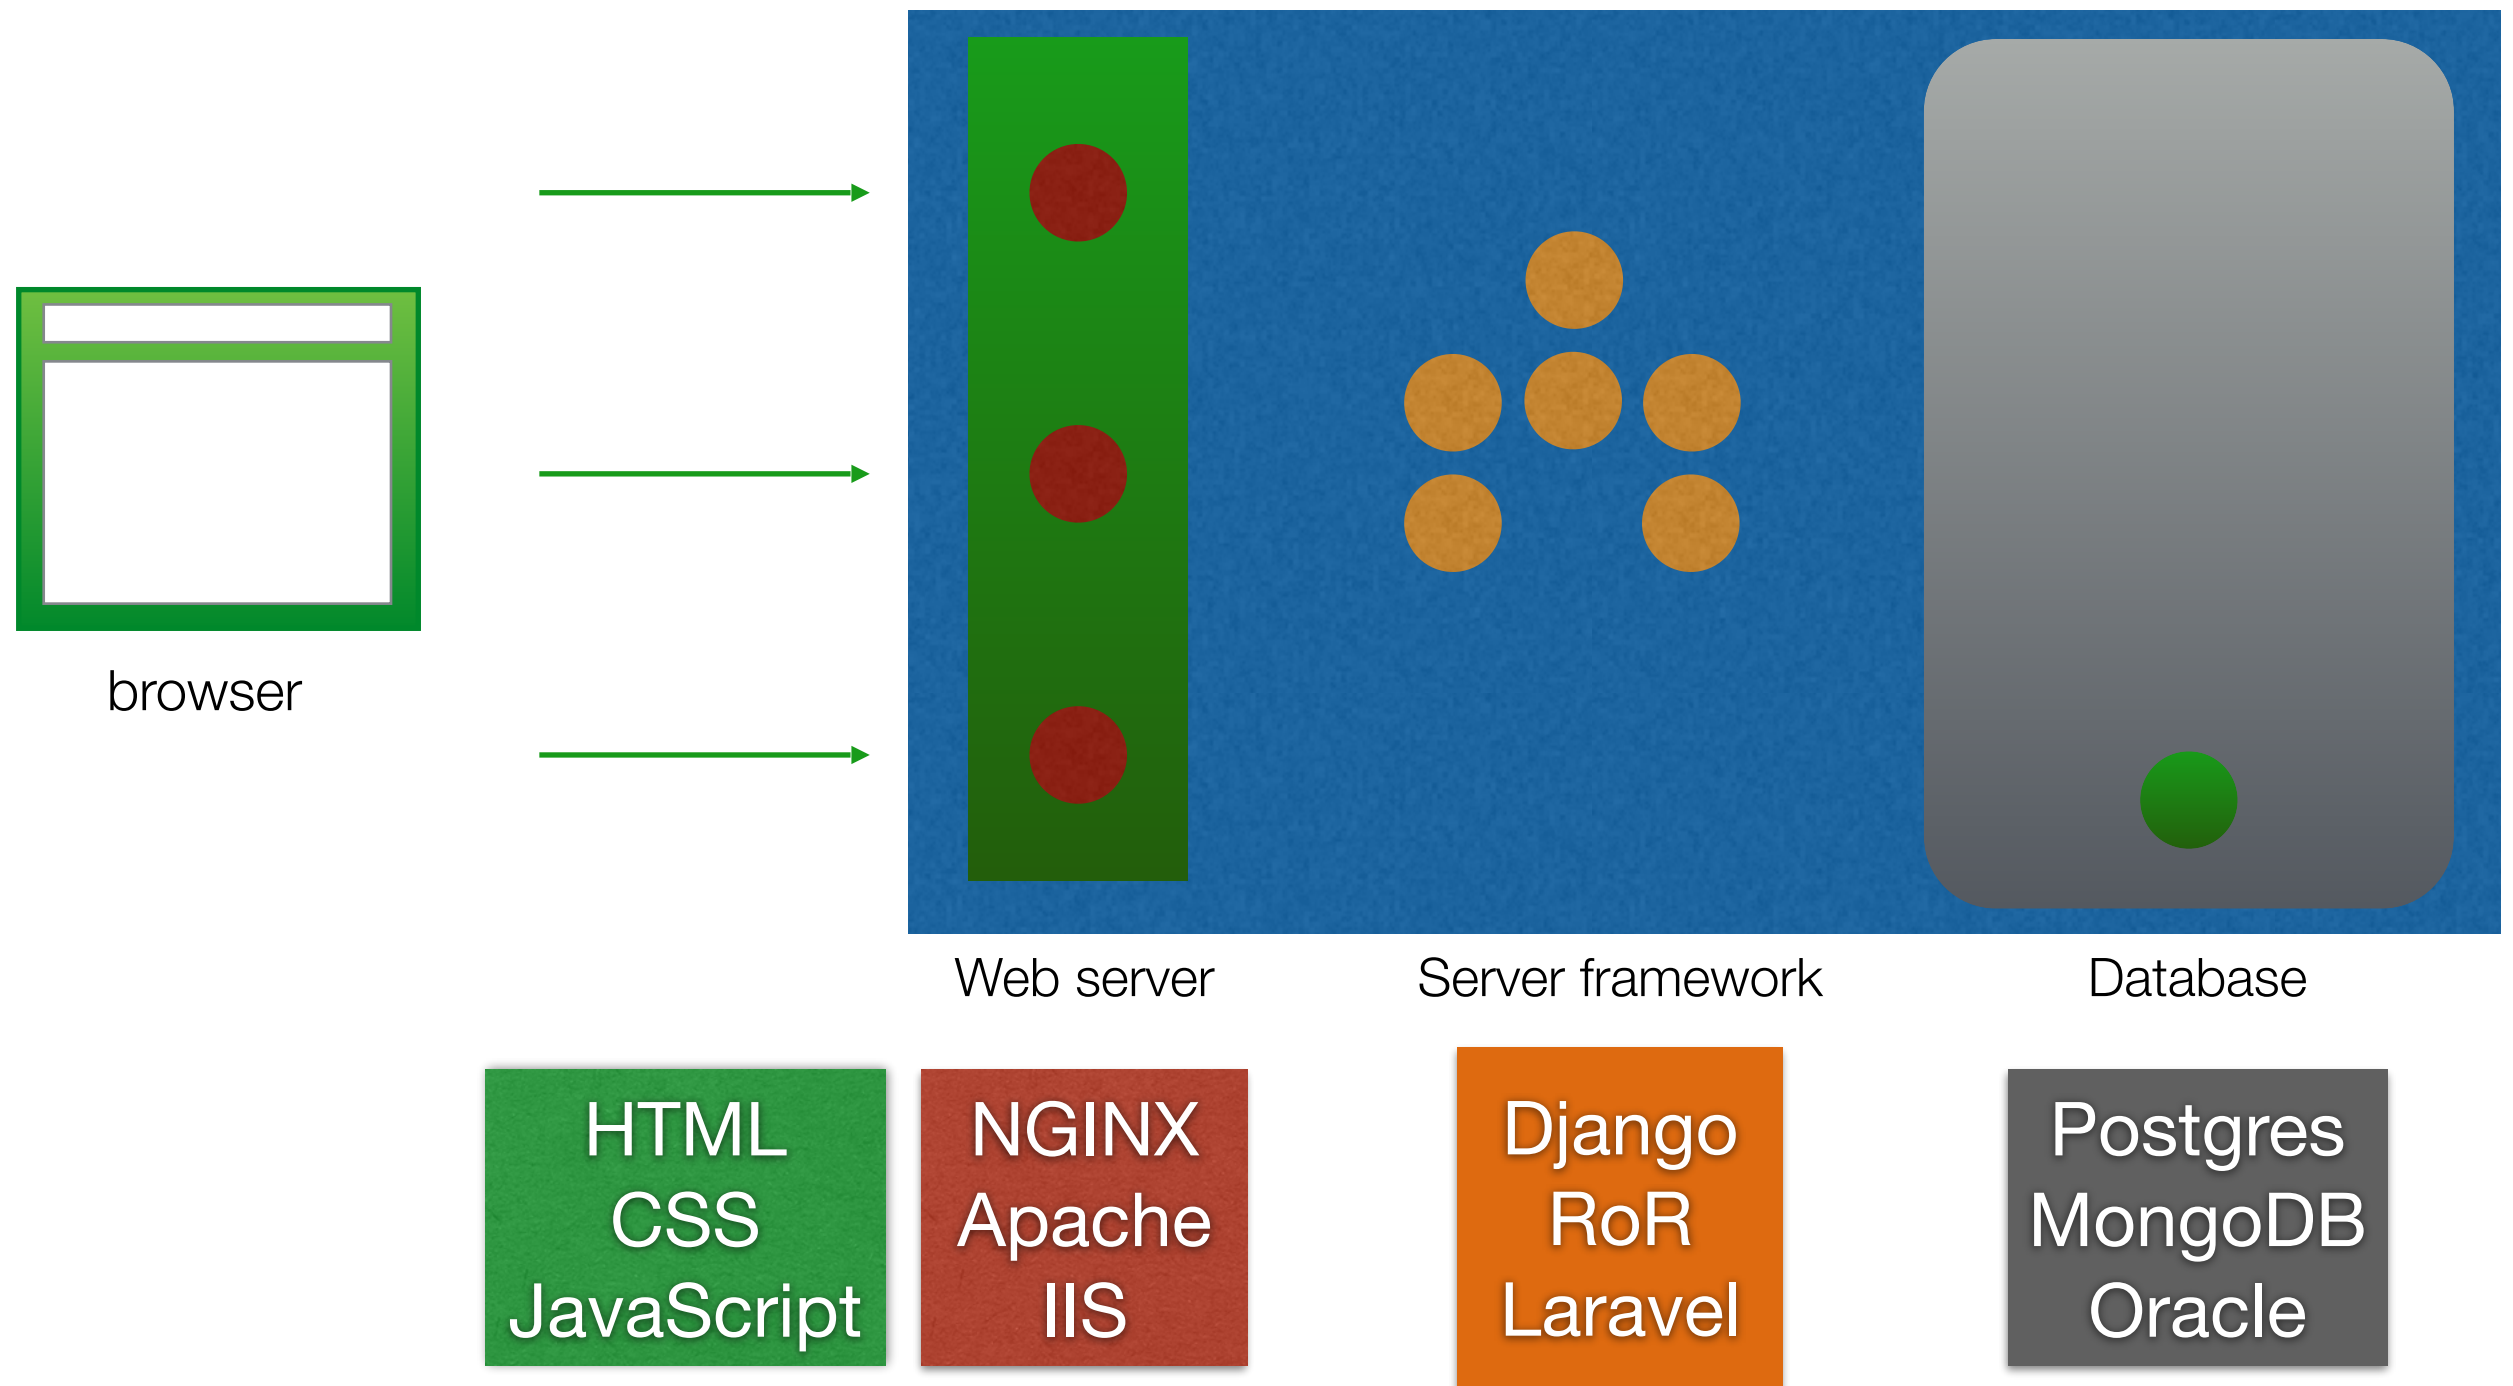 browser
Web server
Server framework
Database
HTML
CSS
JavaScript
NGINX
Apache
IIS
Django
RoR
Laravel
Postgres
MongoDB
Oracle